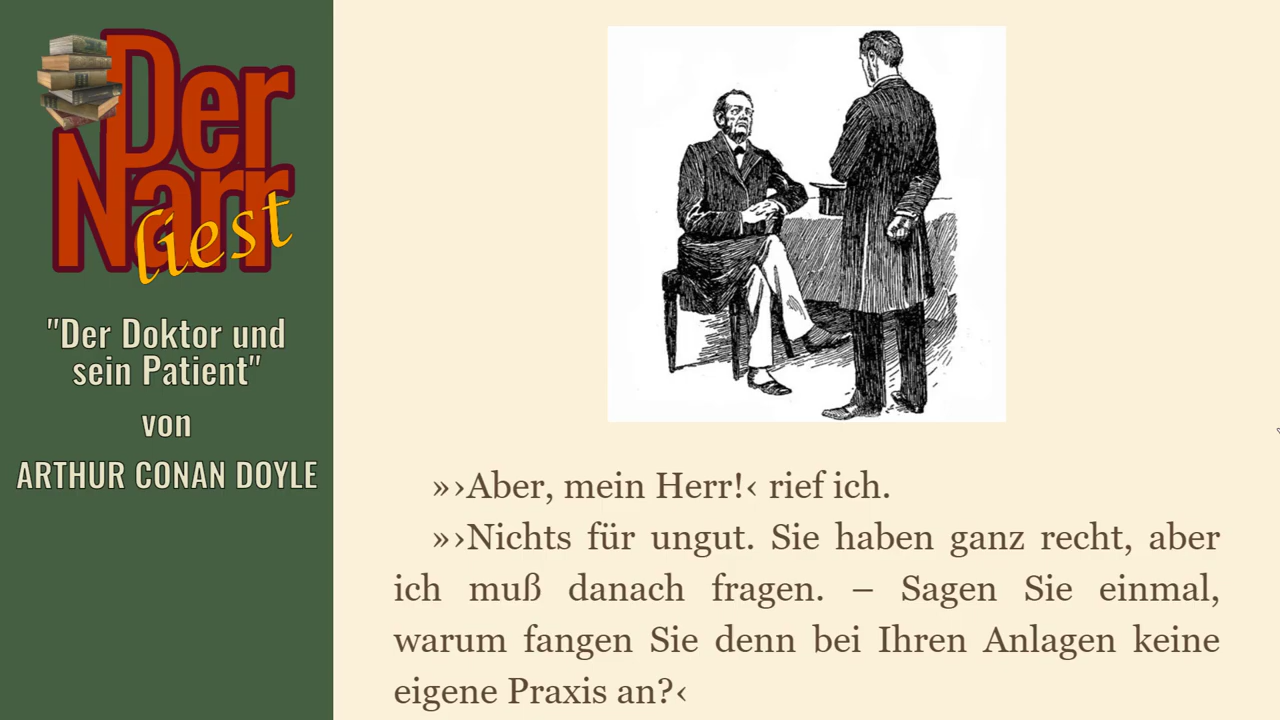 Der
Narr
liest
"Der Doktor und
sein Patient"
von
ARTHUR CONAN DOYLE
»›Aber, mein Herr!‹ rief ich.
»›Nichts für ungut. Sie haben ganz recht, aber
ich muß danach fragen. – Sagen Sie einmal,
warum fangen Sie denn bei Ihren Anlagen keine
eigene Praxis an?‹